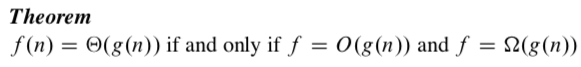 Theorem
f(n) = Θ(g(n)) if and only if f = O(g(n)) and f = Ω(g(n))